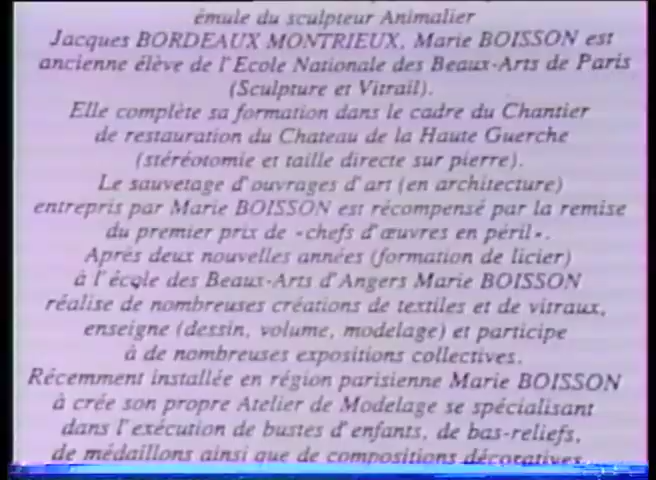 émule du sculpteur Animalier
Jacques BORDEAUX MONTRIEUX, Marie BOISSON est
ancienne élève de l'Ecole Nationale des Beaux-Arts de Paris
(Sculpture et Vitrail).
Elle complète sa formation dans le cadre du Chantier
de restauration du Chateau de la Haute Guerche
(stéréotomie et taille directe sur pierre).
Le sauvetage d'ouvrages d'art (en architecture)
entrepris par Marie BOISSON est récompensé par la remise
du premier prix de «chefs d'œuvres en péril».
Après deux nouvelles années (formation de licier)
à l'école des Beaux-Arts d'Angers Marie BOISSON
réalise de nombreuses créations de textiles et de vitraux,
enseigne (dessin, volume, modelage) et participe
à de nombreuses expositions collectives.
Récemment installée en région parisienne Marie BOISSON
à crée son propre Atelier de Modelage se spécialisant
dans l'exécution de bustes d'enfants, de bas-reliefs,
de médaillons ainsi que de compositions décoratives.